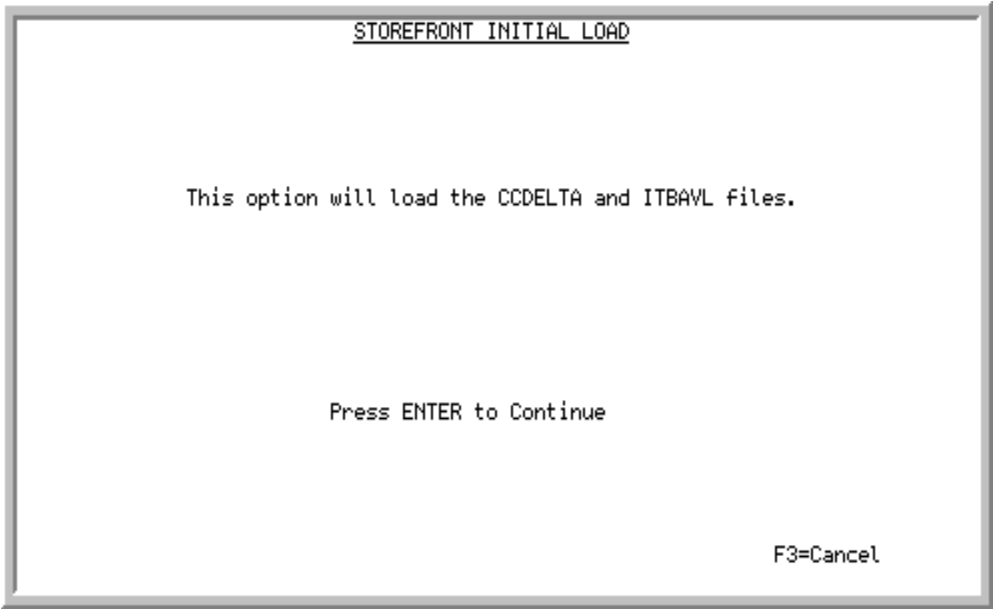 STOREFRONT INITIAL LOAD
This option will load the CCDELTA and ITBAVL files.
Press ENTER to Continue
F3=Cancel